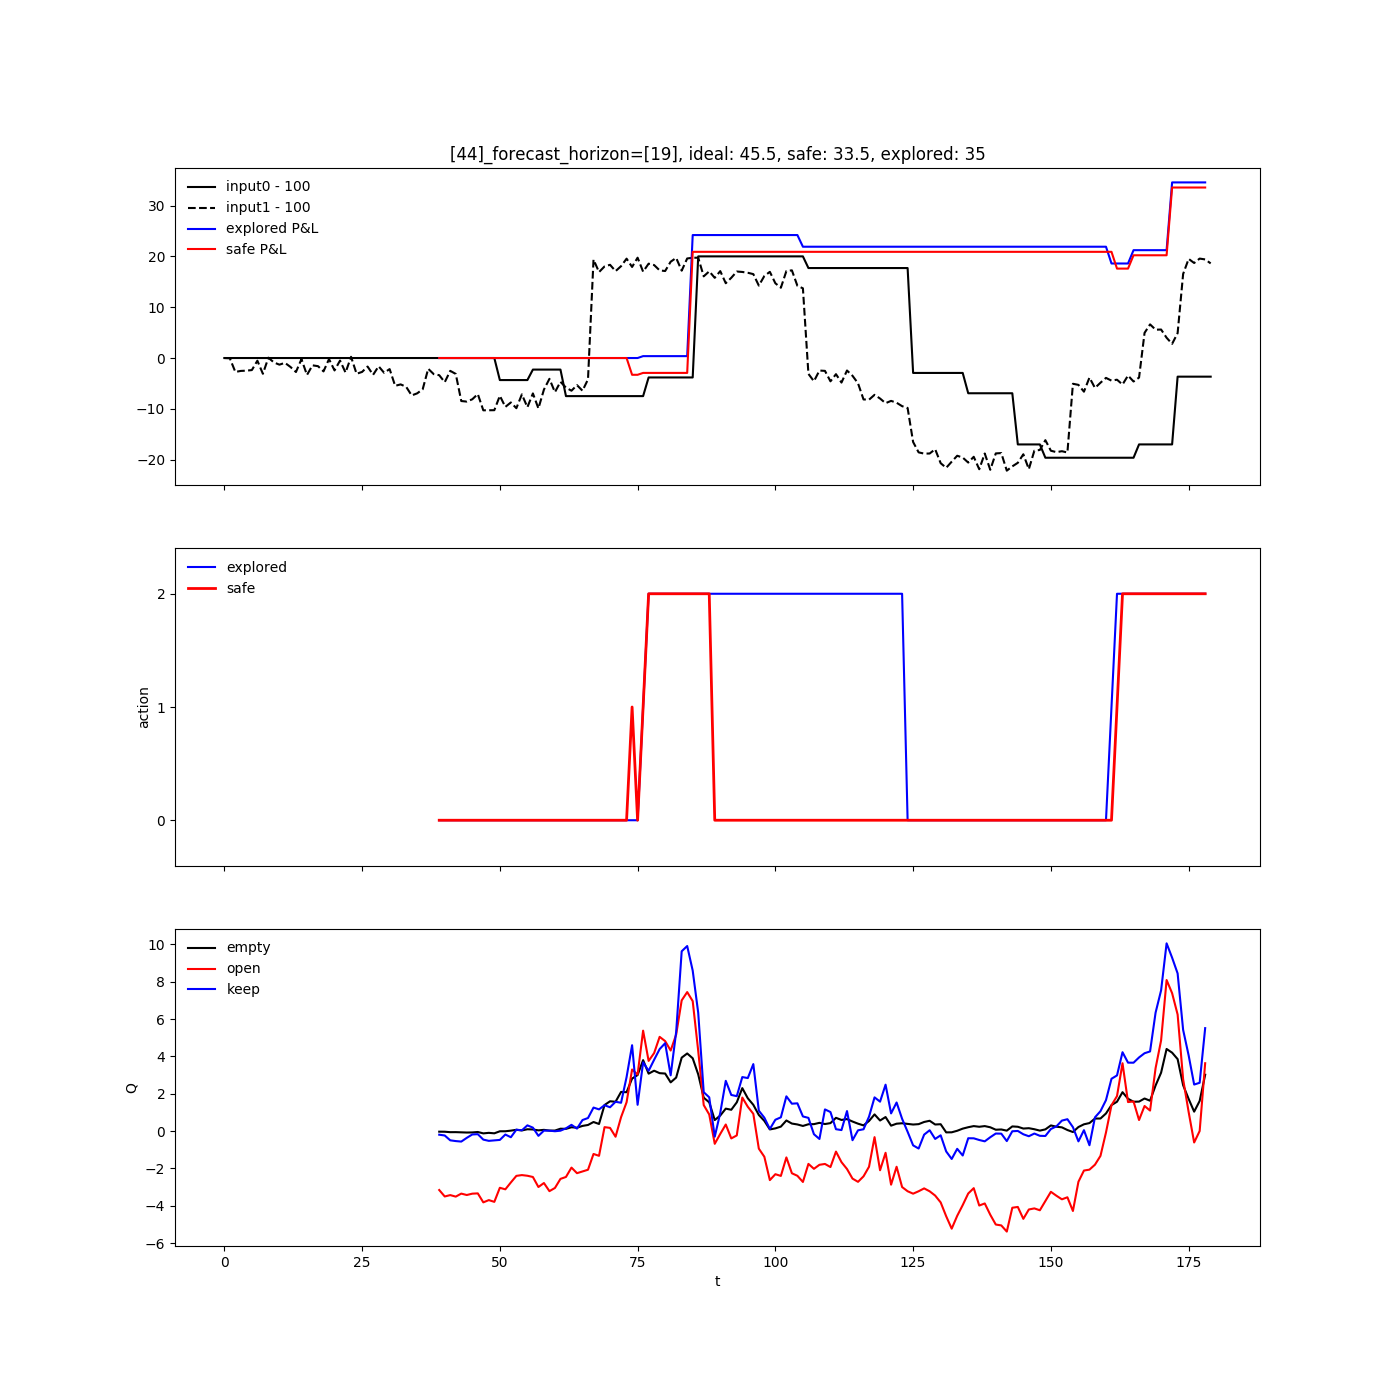 [44]_forecast_horizon=[19], ideal: 45.5, safe: 33.5, explored: 35
input0 - 100
input1 - 100
explored P&L
safe P&L
30
20
10
0
−10
−20
explored
safe
action
2
1
0
empty
open
keep
Q
10
8
6
4
2
0
−2
−4
−6
0 25 50 75 100 125 150 175
t